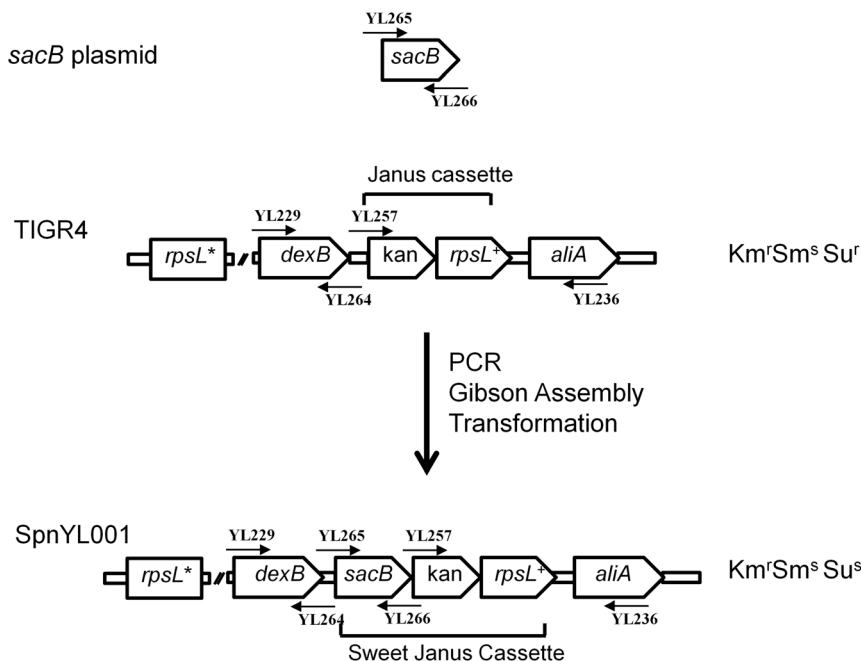 YL265
sacB plasmid
sacB
YL266
Janus cassette
TIGR4
YL229
YL257
rpsL*
dexB
kan
rpsL⁺
aliA
KmʳSmˢ Suʳ
YL264
YL236
PCR
Gibson Assembly
Transformation
SpnYL001
YL229
YL265
YL257
rpsL*
dexB
sacB
kan
rpsL⁺
aliA
KmʳSmˢ Suˢ
YL264
YL266
YL236
Sweet Janus Cassette